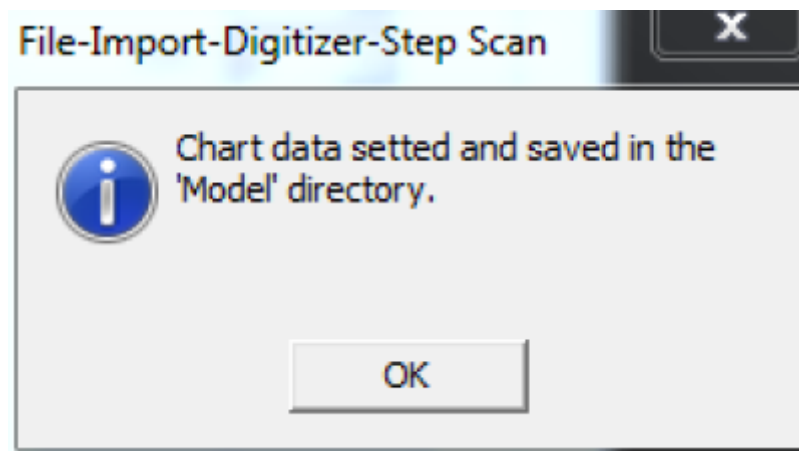 File-Import-Digitizer-Step Scan
Chart data setted and saved in the
'Model' directory.
OK